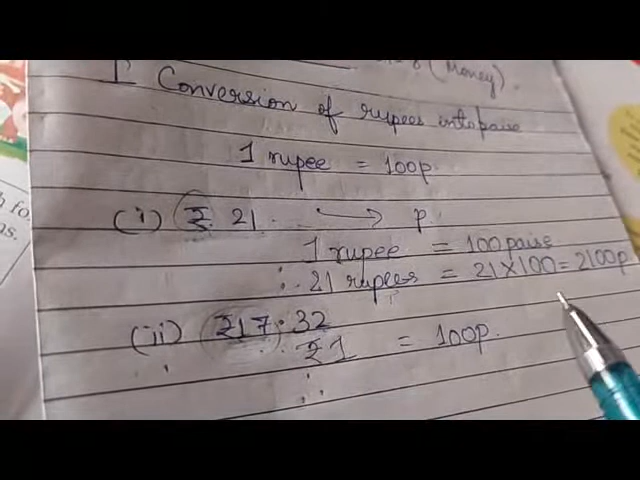 (Money).
I Conversion of rupees into paise
1 rupee = 100p.
(i) ₹ 21. → p
1 rupee = 100 paise
∴ 21 rupees = 21 × 100 = 2100p
(ii) ₹17.32
₹1 = 100p.
∴